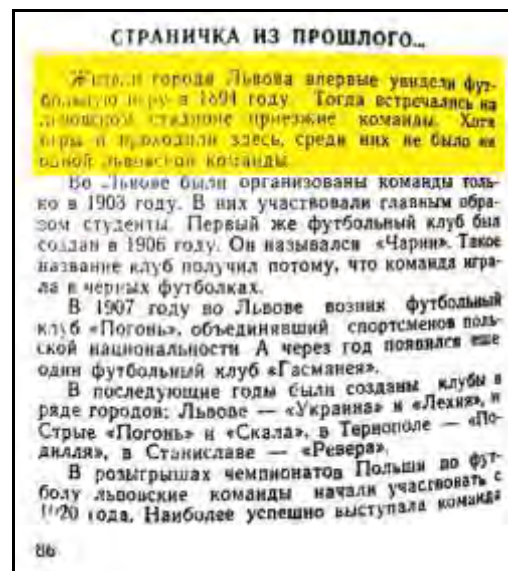 СТРАНИЧКА ИЗ ПРОШЛОГО...
Жители города Львова впервые увидели фут-
больную игру в 1894 году. Тогда встречались на
львовском стадионе приезжие команды. Хотя
игры и проходили здесь, среди них не было ни
одной львовской команды.
Во Львове были организованы команды толь-
ко в 1903 году. В них участвовали главным обра-
зом студенты. Первый же футбольный клуб был
создан в 1906 году. Он назывался «Чарни». Такое
название клуб получил потому, что команда игра-
ла в черных футболках.
В 1907 году во Львове возник футбольный
клуб «Погонь», объединявший спортсменов поль-
ской национальности А через год появился еще
один футбольный клуб «Гасманея».
В последующие годы были созданы клубы в
ряде городов: Львове — «Украина» и «Лехия», в
Стрые «Погонь» и «Скала», в Тернополе — «По-
дилля», в Станиславе — «Ревера».
В розыгрышах чемпионатов Польши по фут-
болу львовские команды начали участвовать с
1920 года. Наиболее успешно выступала команда
86